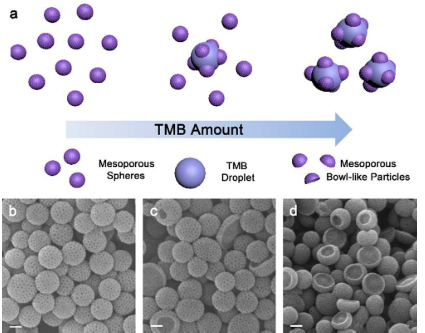 a
TMB Amount
Mesoporous
Spheres
TMB
Droplet
Mesoporous
Bowl-like Particles
b
c
d